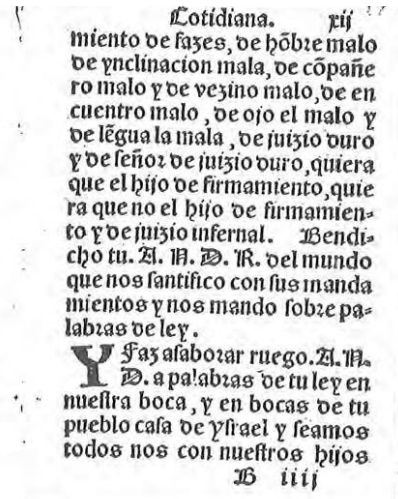 Cotidiana. xij
miento de fazes, de hõbre malo
de ynclinacion mala, de cõpañe
ro malo y de vezino malo, de en
cuentro malo, de ojo el malo y
de lẽgua la mala, de juizio duro
y de señor de juizio duro, quiera
que el hijo de firmamiento, quie
ra que no el hijo de firmamien=
to y de juizio infernal. Bendi=
cho tu. A. N. D. R. del mundo
que nos santifico con sus manda
mientos y nos mando sobre pa=
labras de ley.
Y Faz asaborar ruego. A. N.
D. a palabras de tu ley en
nuestra boca, y en bocas de tu
pueblo casa de ysrael y seamos
todos nos con nuestros hijos
B iiij